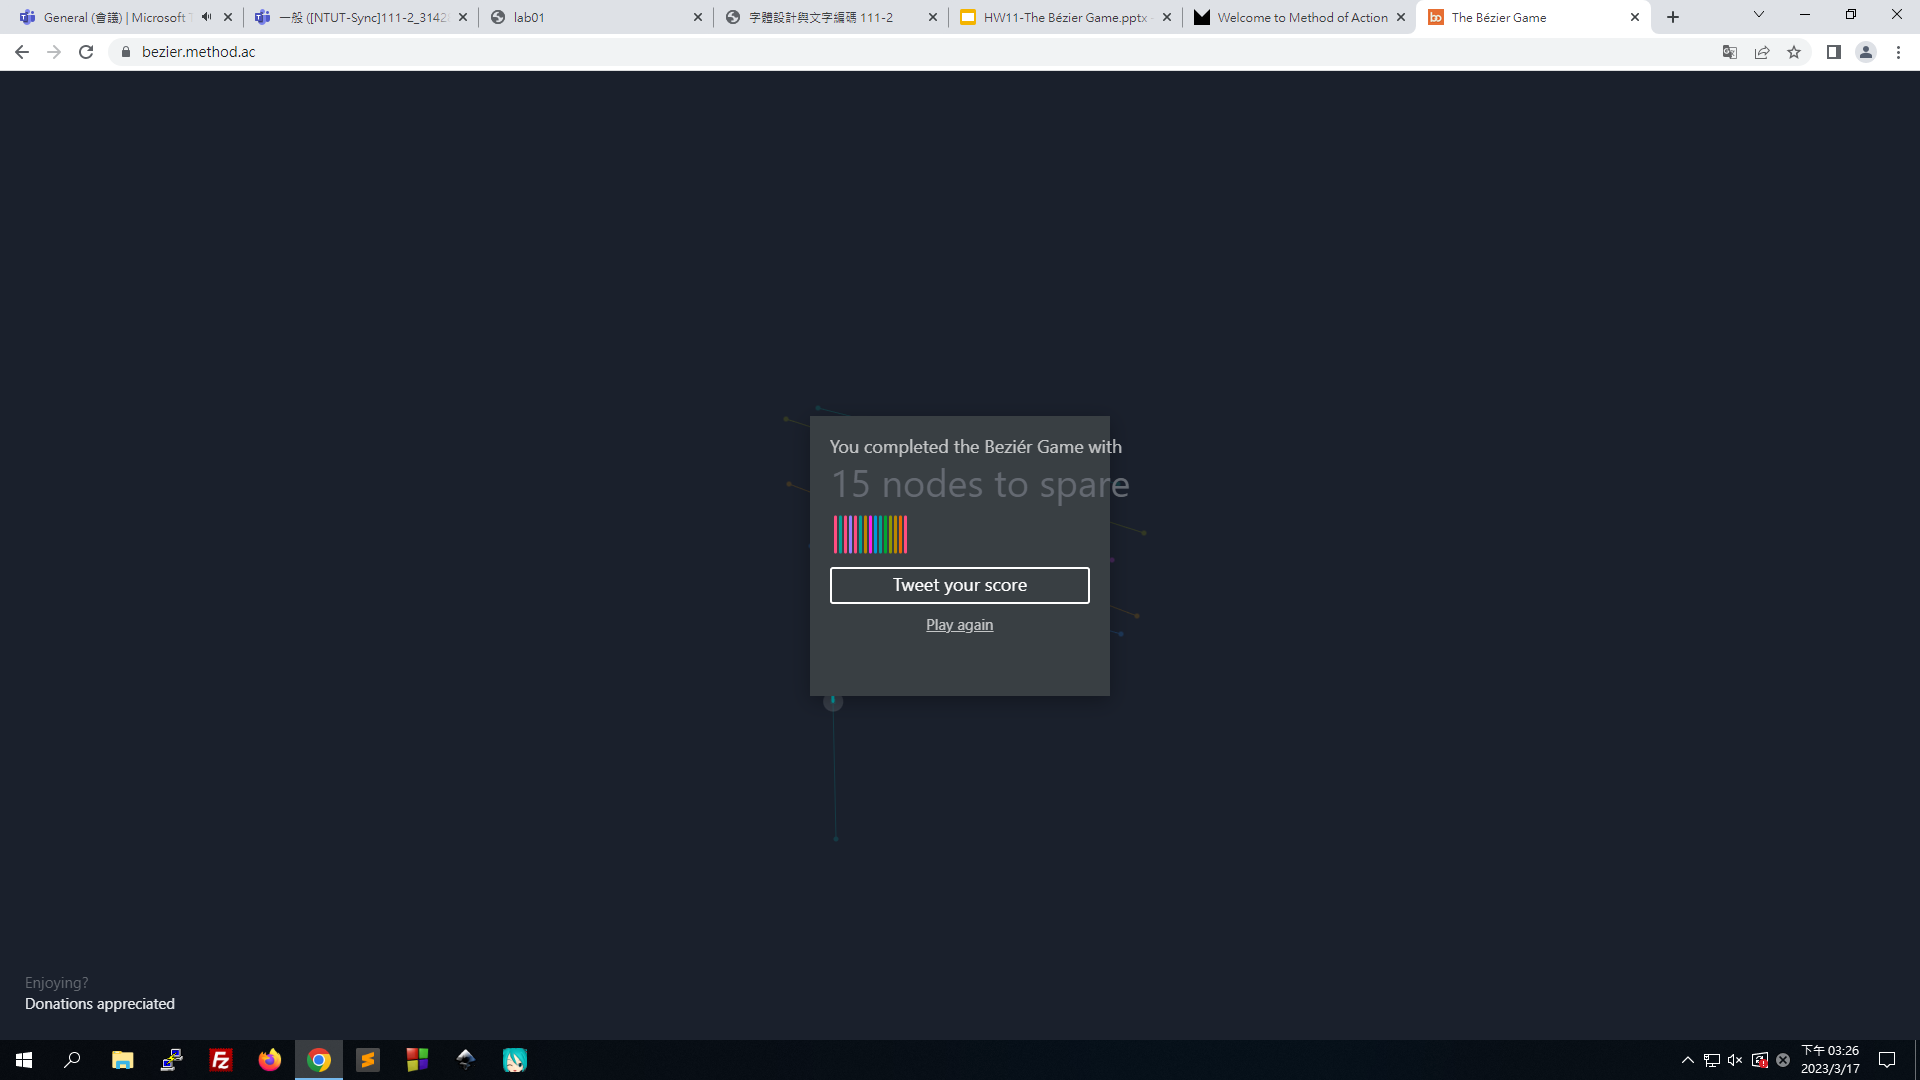 General (會議) | Microsoft
一般 ([NTUT-Sync]111-2_3142
lab01
字體設計與文字編碼 111-2
HW11-The Bézier Game.pptx
Welcome to Method of Action
The Bézier Game
bezier.method.ac
You completed the Beziér Game with
15 nodes to spare
Tweet your score
Play again
Enjoying?
Donations appreciated
下午 03:26
2023/3/17